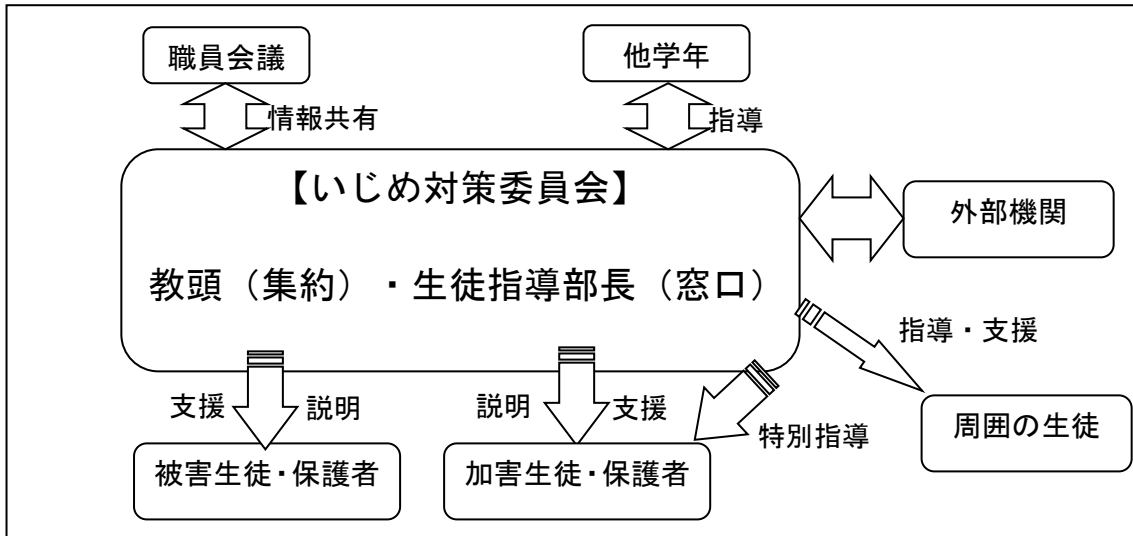 職員会議
他学年
情報共有
指導
【いじめ対策委員会】
外部機関
教頭（集約）・生徒指導部長（窓口）
指導・支援
支援
説明
説明
支援
特別指導
周囲の生徒
被害生徒・保護者
加害生徒・保護者